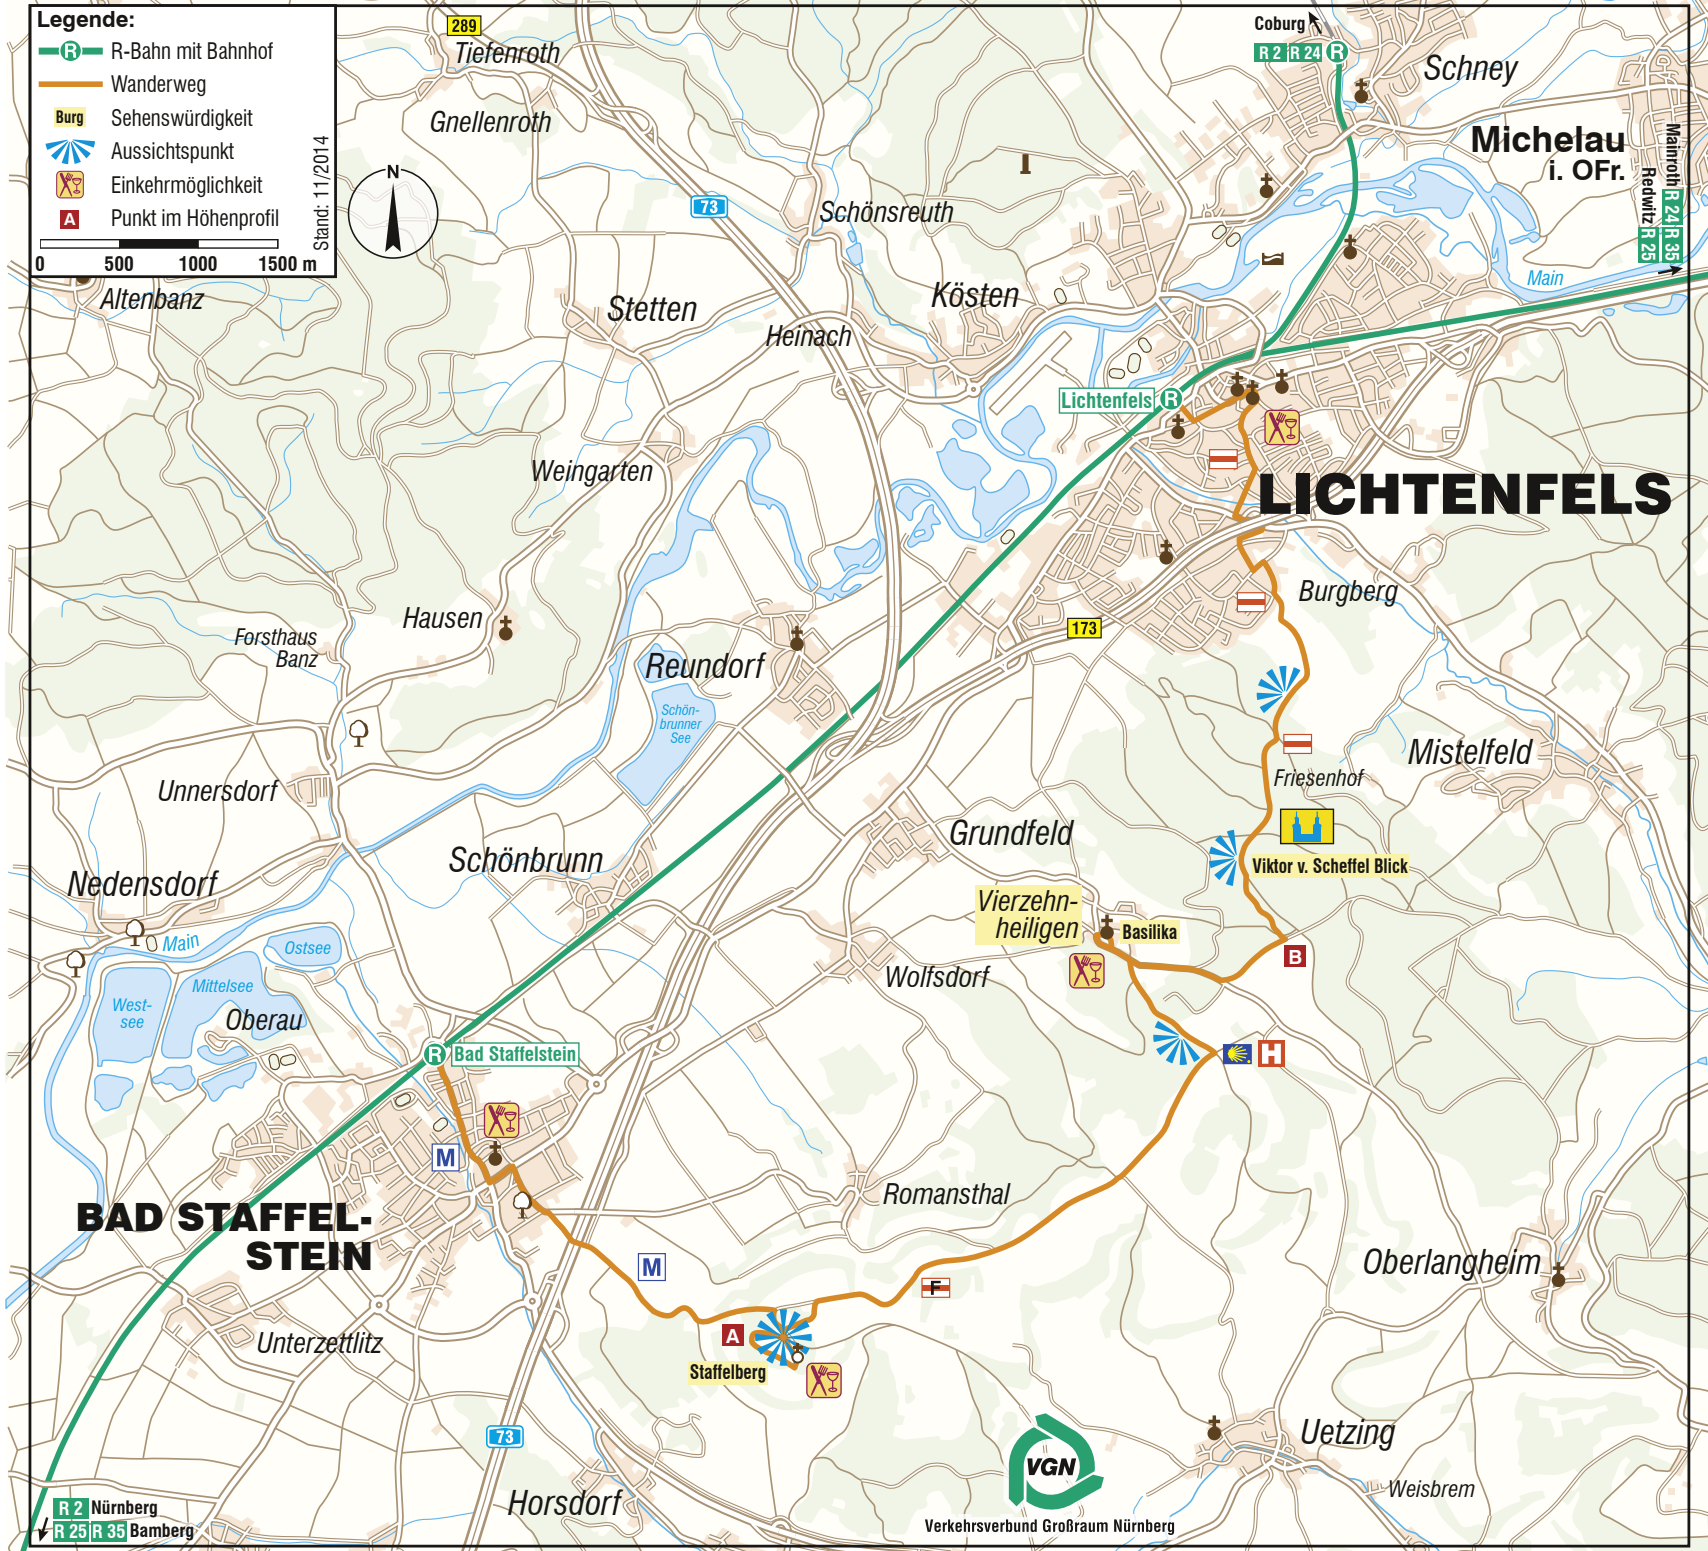 Legende:
R R-Bahn mit Bahnhof
Wanderweg
Burg Sehenswürdigkeit
Aussichtspunkt
Einkehrmöglichkeit
A Punkt im Höhenprofil
0 500 1000 1500 m
Stand: 11/2014
N
289
Tiefenroth
Gnellenroth
Coburg
R 2 R 24 R
Schney
Michelau
i. OFr.
Mainroth R 24 R 35
Redwitz R 25
73
Schönsreuth
Altenbanz
Stetten
Heinach
Kösten
Main
Lichtenfels R
Weingarten
LICHTENFELS
Hausen
Forsthaus
Banz
Reundorf
173
Burgberg
Schön-
brunner
See
Mistelfeld
Friesenhof
Unnersdorf
Grundfeld
Schönbrunn
Viktor v. Scheffel Blick
Nedensdorf
Vierzehn-
heiligen
Basilika
Main
Ostsee
B
Wolfsdorf
Mittelsee
West-
see
Oberau
R Bad Staffelstein
H
M
Romansthal
BAD STAFFEL-
STEIN
M
Oberlangheim
F
A
Unterzettlitz
Staffelberg
73
Uetzing
VGN
Weisbrem
Horsdorf
R 2 Nürnberg
R 25 R 35 Bamberg
Verkehrsverbund Großraum Nürnberg